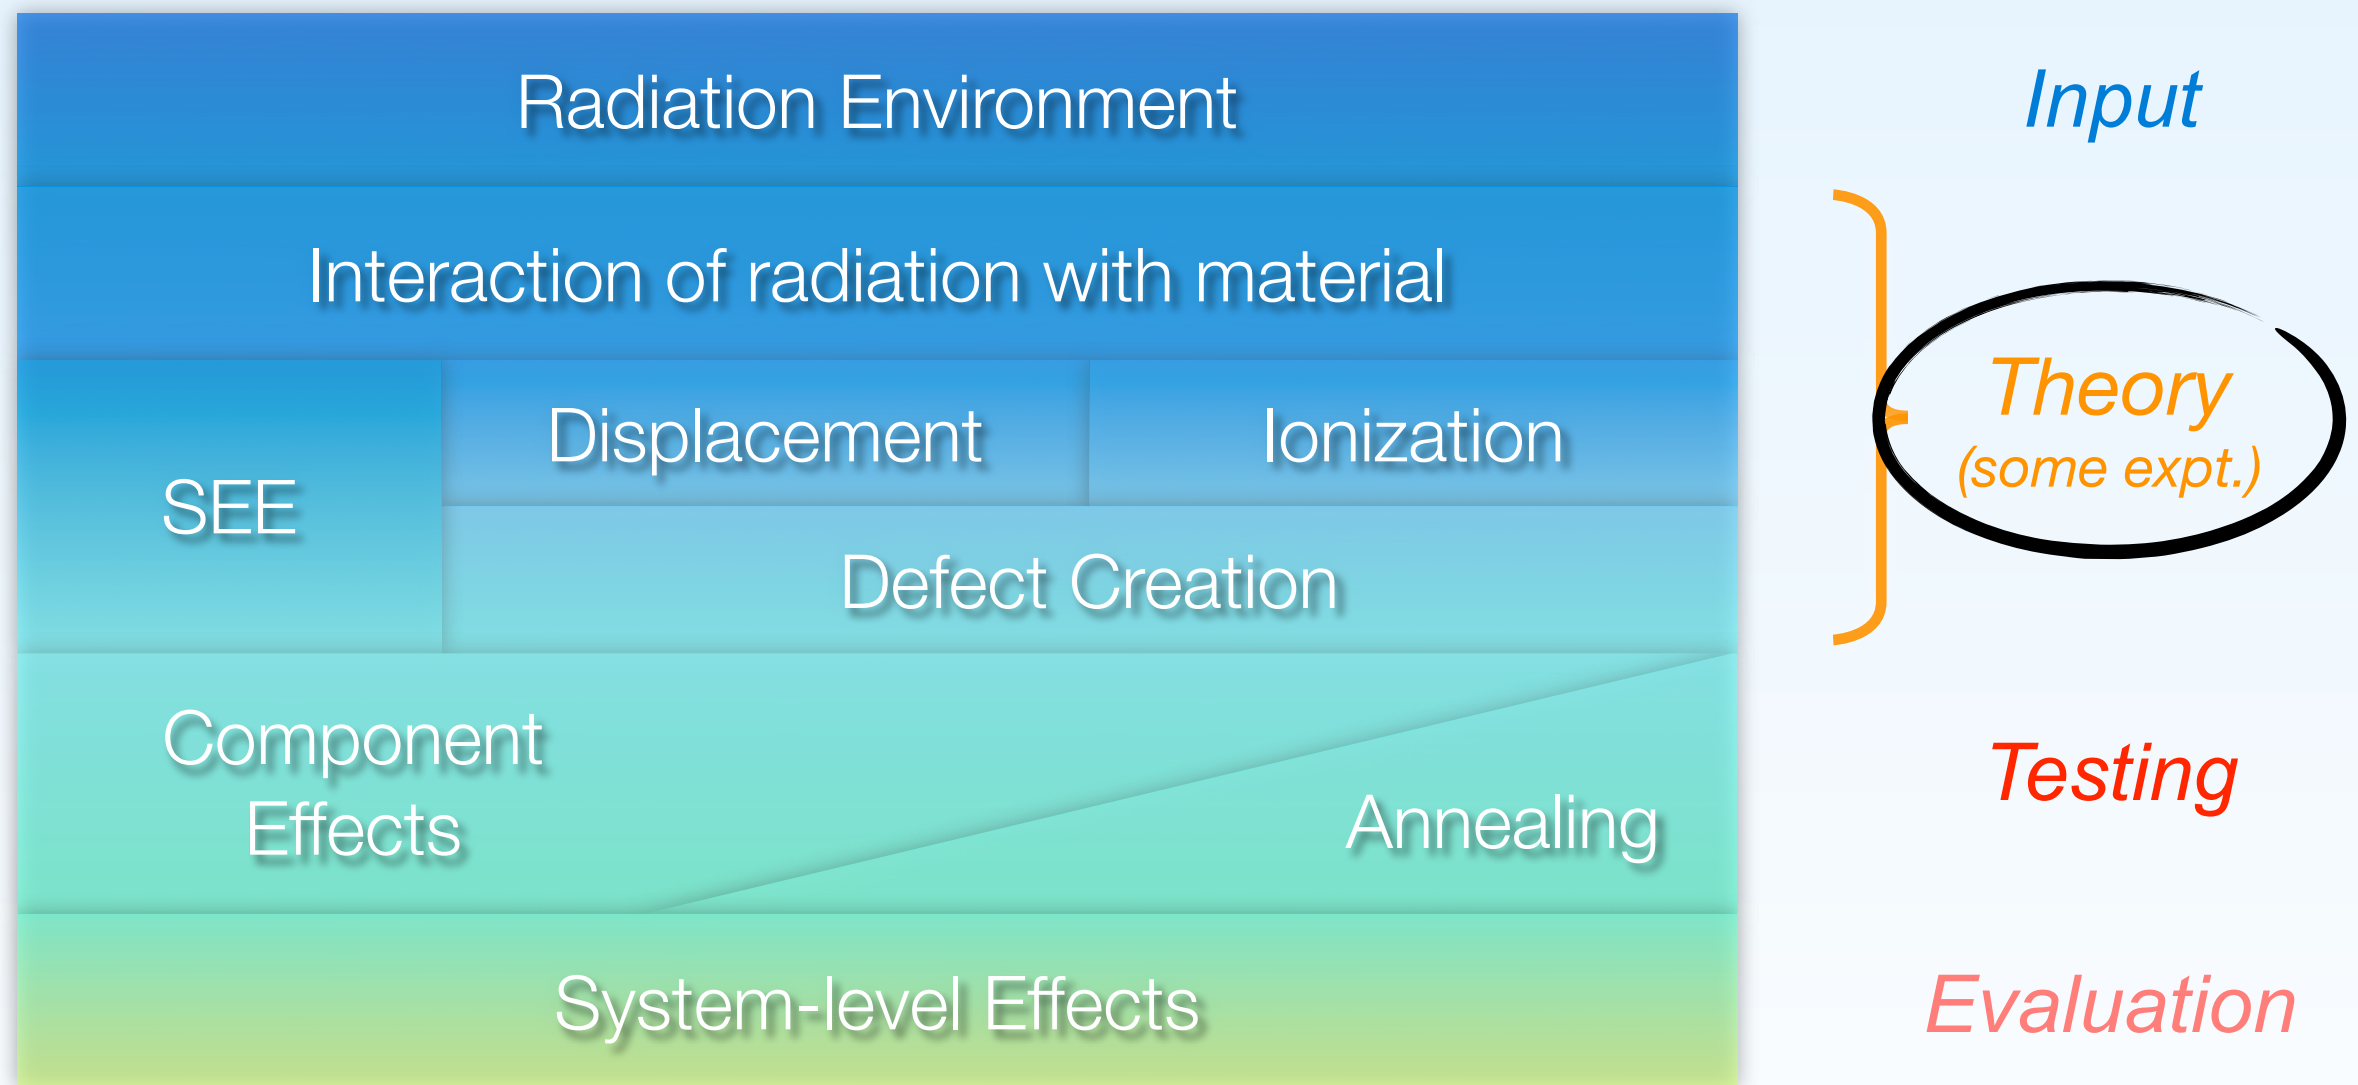 Radiation Environment
Input
Interaction of radiation with material
SEE
Displacement
Ionization
Defect Creation
Theory
(some expt.)
Component
Effects
Annealing
Testing
System-level Effects
Evaluation